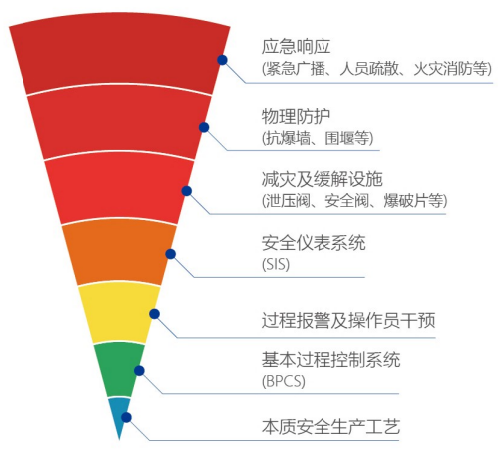 应急响应
(紧急广播、人员疏散、火灾消防等)
物理防护
(抗爆墙、围堰等)
减灾及缓解设施
(泄压阀、安全阀、爆破片等)
安全仪表系统
(SIS)
过程报警及操作员干预
基本过程控制系统
(BPCS)
本质安全生产工艺